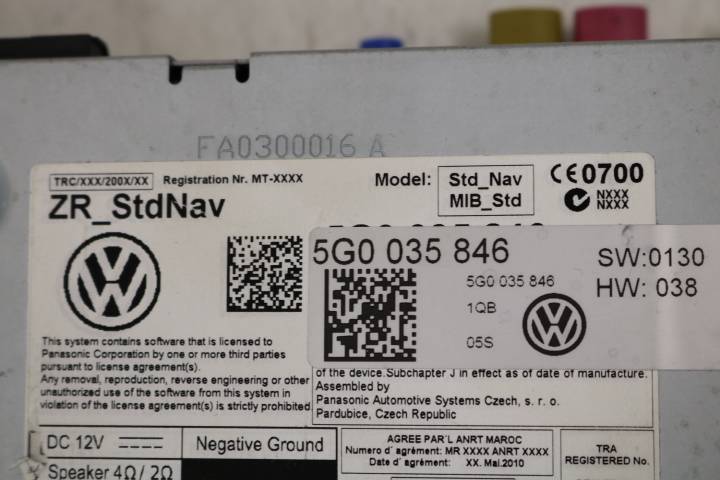 FA0300016 A
TRC/XXX/200X/XX Registration Nr. MT-XXXX
Model: Std_Nav
MIB_Std
CE0700
NXXX
NXXX
ZR_StdNav
5G0 035 846
5G0 035 846
1QB
05S
SW:0130
HW: 038
This system contains software that is licensed to
Panasonic Corporation by one or more third parties
pursuant to license agreement(s).
Any removal, reproduction, reverse engineering or other
unauthorized use of the software from this system in
violation of the license agreement(s) is strictly prohibited
of the device.Subchapter J in effect as of date of manufacture.
Assembled by
Panasonic Automotive Systems Czech, s. r. o.
Pardubice, Czech Republic
DC 12V
Negative Ground
AGREE PAR'L ANRT MAROC
Numero d' agrément: MR XXXX ANRT XXXX
Date d' agrément: XX. Mai.2010
TRA
REGISTERED No.
Speaker 4Ω/ 2Ω